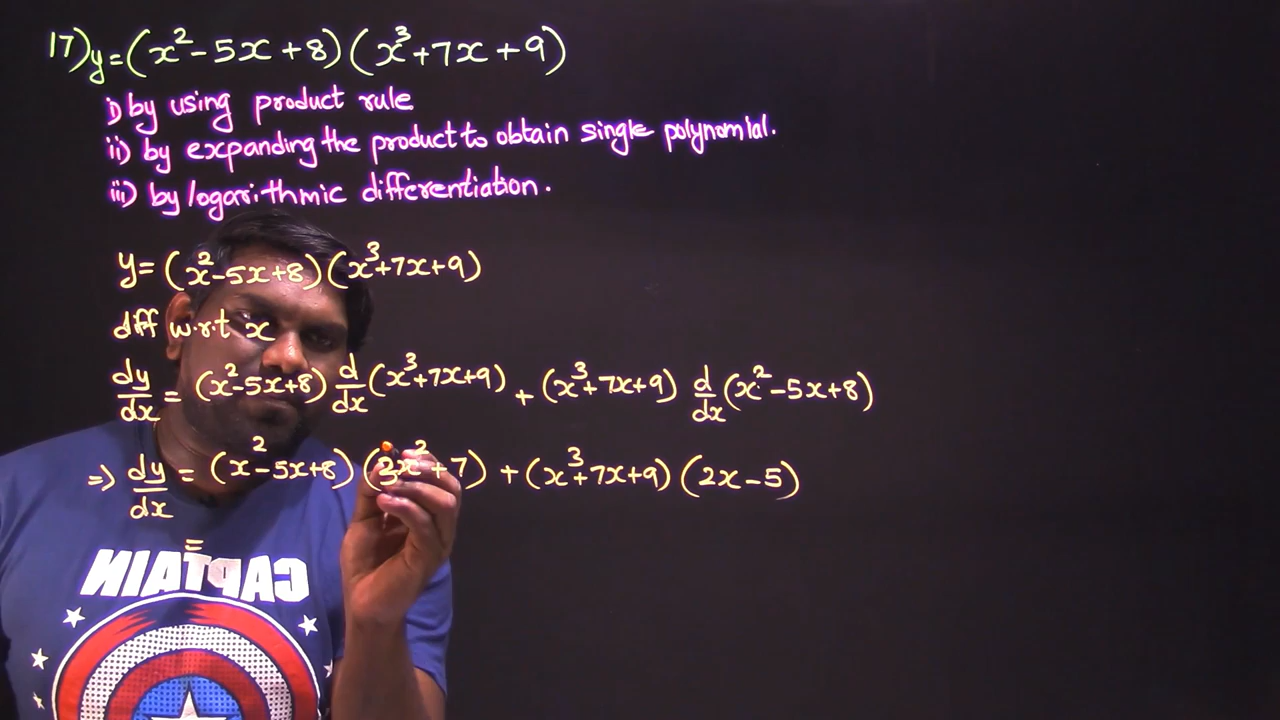 17) y = (x² - 5x + 8) (x³ + 7x + 9)
i) by using product rule
ii) by expanding the product to obtain single polynomial.
iii) by logarithmic differentiation.
y = (x² - 5x + 8) (x³ + 7x + 9)
diff w.r.t x
dy/dx = (x² - 5x + 8) d/dx (x³ + 7x + 9) + (x³ + 7x + 9) d/dx (x² - 5x + 8)
⇒ dy/dx = (x² - 5x + 8) (3x² + 7) + (x³ + 7x + 9) (2x - 5)
=
CAPTAIN